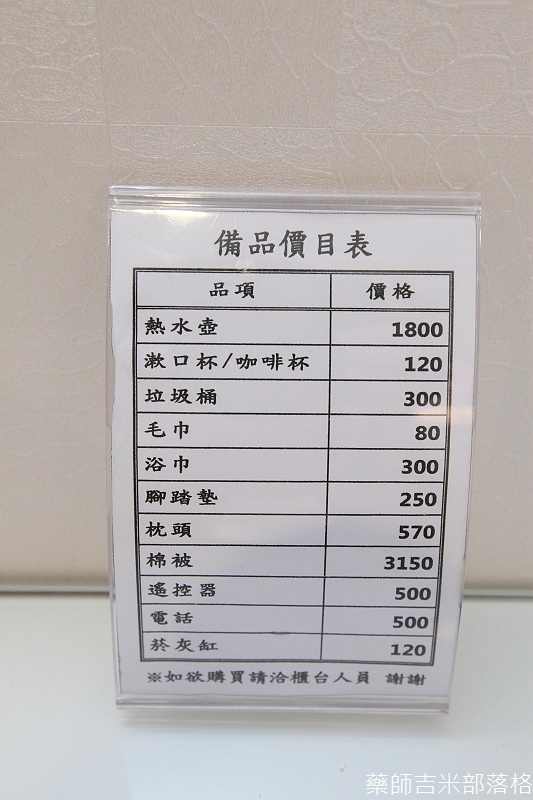 備品價目表
品項 價格
熱水壺 1800
漱口杯/咖啡杯 120
垃圾桶 300
毛巾 80
浴巾 300
腳踏墊 250
枕頭 570
棉被 3150
遙控器 500
電話 500
菸灰缸 120
※如欲購買請洽櫃台人員 謝謝
藥師吉米部落格